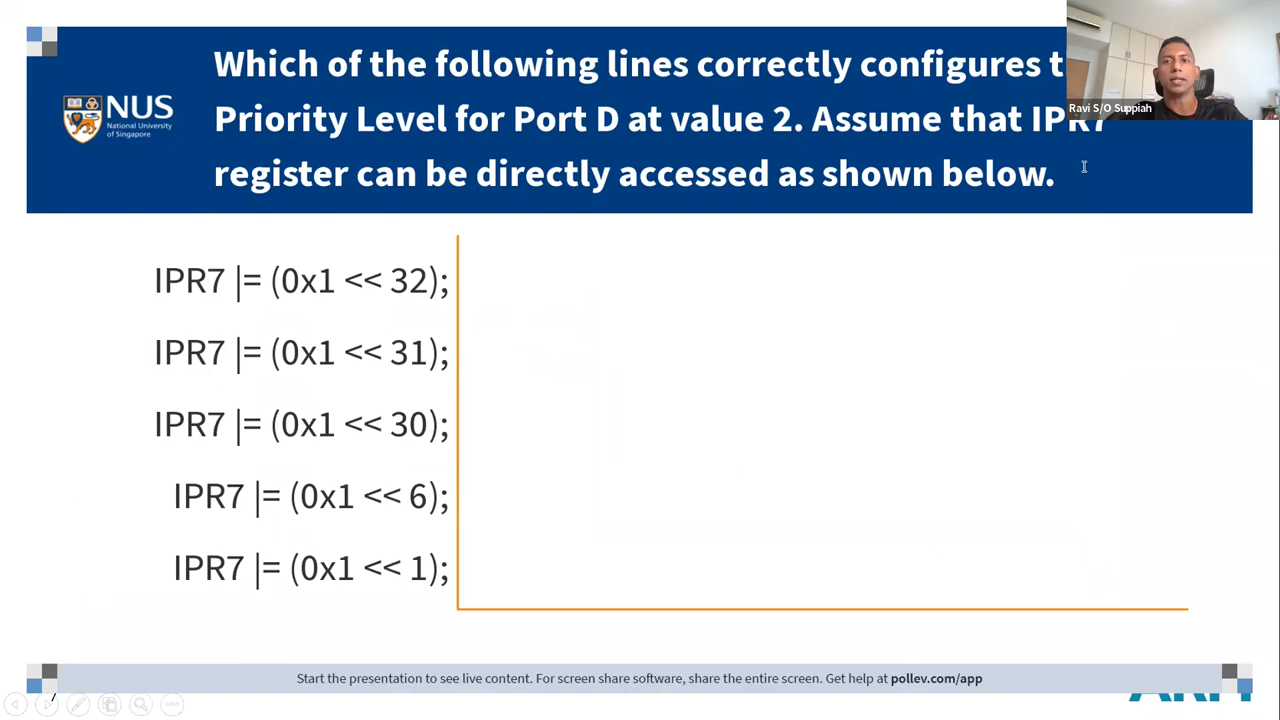 Which of the following lines correctly configures t
Priority Level for Port D at value 2. Assume that IPR7
register can be directly accessed as shown below.
NUS
National University
of Singapore
Ravi S/O Suppiah
IPR7 |= (0x1 << 32);
IPR7 |= (0x1 << 31);
IPR7 |= (0x1 << 30);
IPR7 |= (0x1 << 6);
IPR7 |= (0x1 << 1);
Start the presentation to see live content. For screen share software, share the entire screen. Get help at pollev.com/app